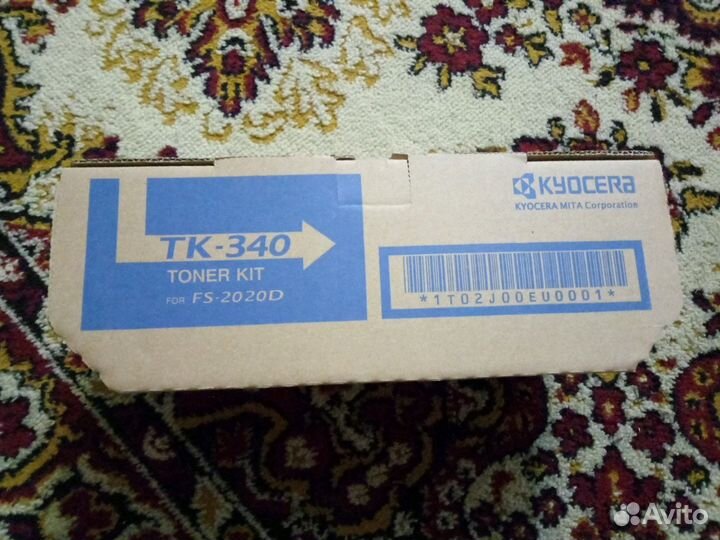 TK-340
TONER KIT
FOR FS-2020D
KYOCERA
KYOCERA MITA Corporation
*1T02J00EU0001*
Avito